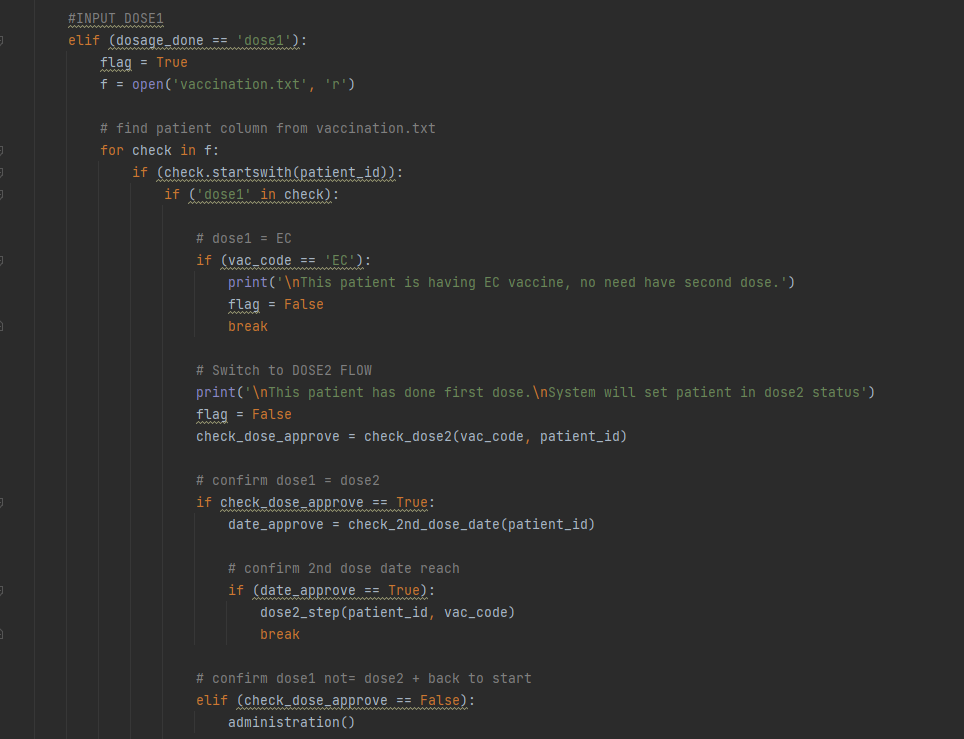 #INPUT DOSE1
elif (dosage_done == 'dose1'):
flag = True
f = open('vaccination.txt', 'r')
# find patient column from vaccination.txt
for check in f:
if (check.startswith(patient_id)):
if ('dose1' in check):
# dose1 = EC
if (vac_code == 'EC'):
print('\nThis patient is having EC vaccine, no need have second dose.')
flag = False
break
# Switch to DOSE2 FLOW
print('\nThis patient has done first dose.\nSystem will set patient in dose2 status')
flag = False
check_dose_approve = check_dose2(vac_code, patient_id)
# confirm dose1 = dose2
if check_dose_approve == True:
date_approve = check_2nd_dose_date(patient_id)
# confirm 2nd dose date reach
if (date_approve == True):
dose2_step(patient_id, vac_code)
break
# confirm dose1 not= dose2 + back to start
elif (check_dose_approve == False):
administration()